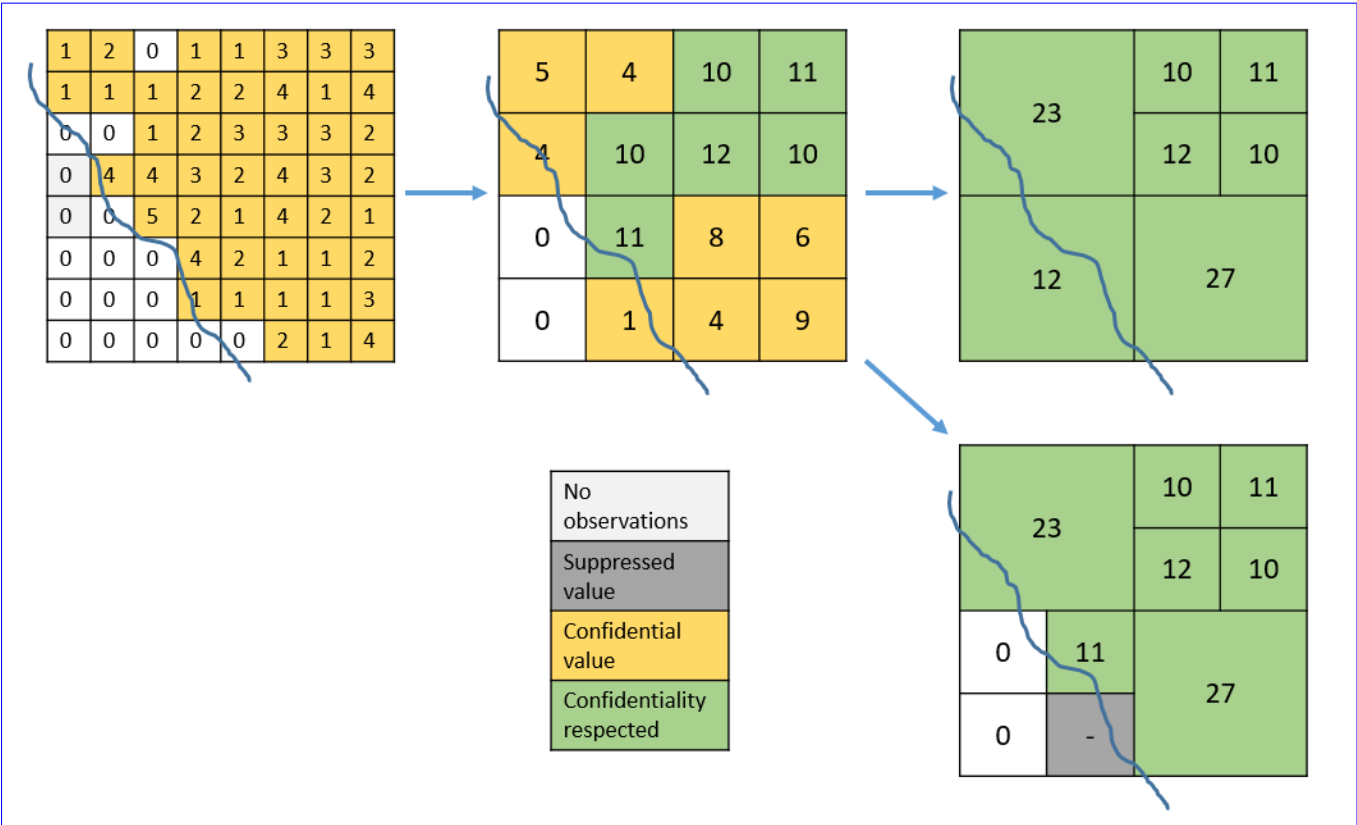 1 2 0 1 1 3 3 3
1 1 1 2 2 4 1 4
0 0 1 2 3 3 3 2
0 4 4 3 2 4 3 2
0 0 5 2 1 4 2 1
0 0 0 4 2 1 1 2
0 0 0 1 1 1 1 3
0 0 0 0 0 2 1 4
5 4 10 11
4 10 12 10
0 11 8 6
0 1 4 9
23
10 11
12 10
12
27
No
observations
Suppressed
value
Confidential
value
Confidentiality
respected
23
10 11
12 10
0 11
0 -
27